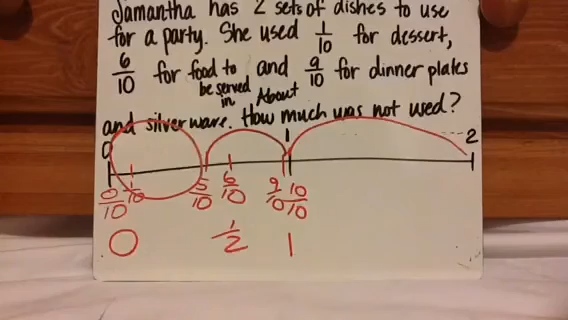 Samantha has 2 sets of dishes to use
for a party. She used 1/10 for dessert,
6/10 for food to be served in and 9/10 for dinner plates
and silverware. About How much was not used?
0 1 2
0/10 1/10 5/10 6/10 9/10 10/10
0 1/2 1